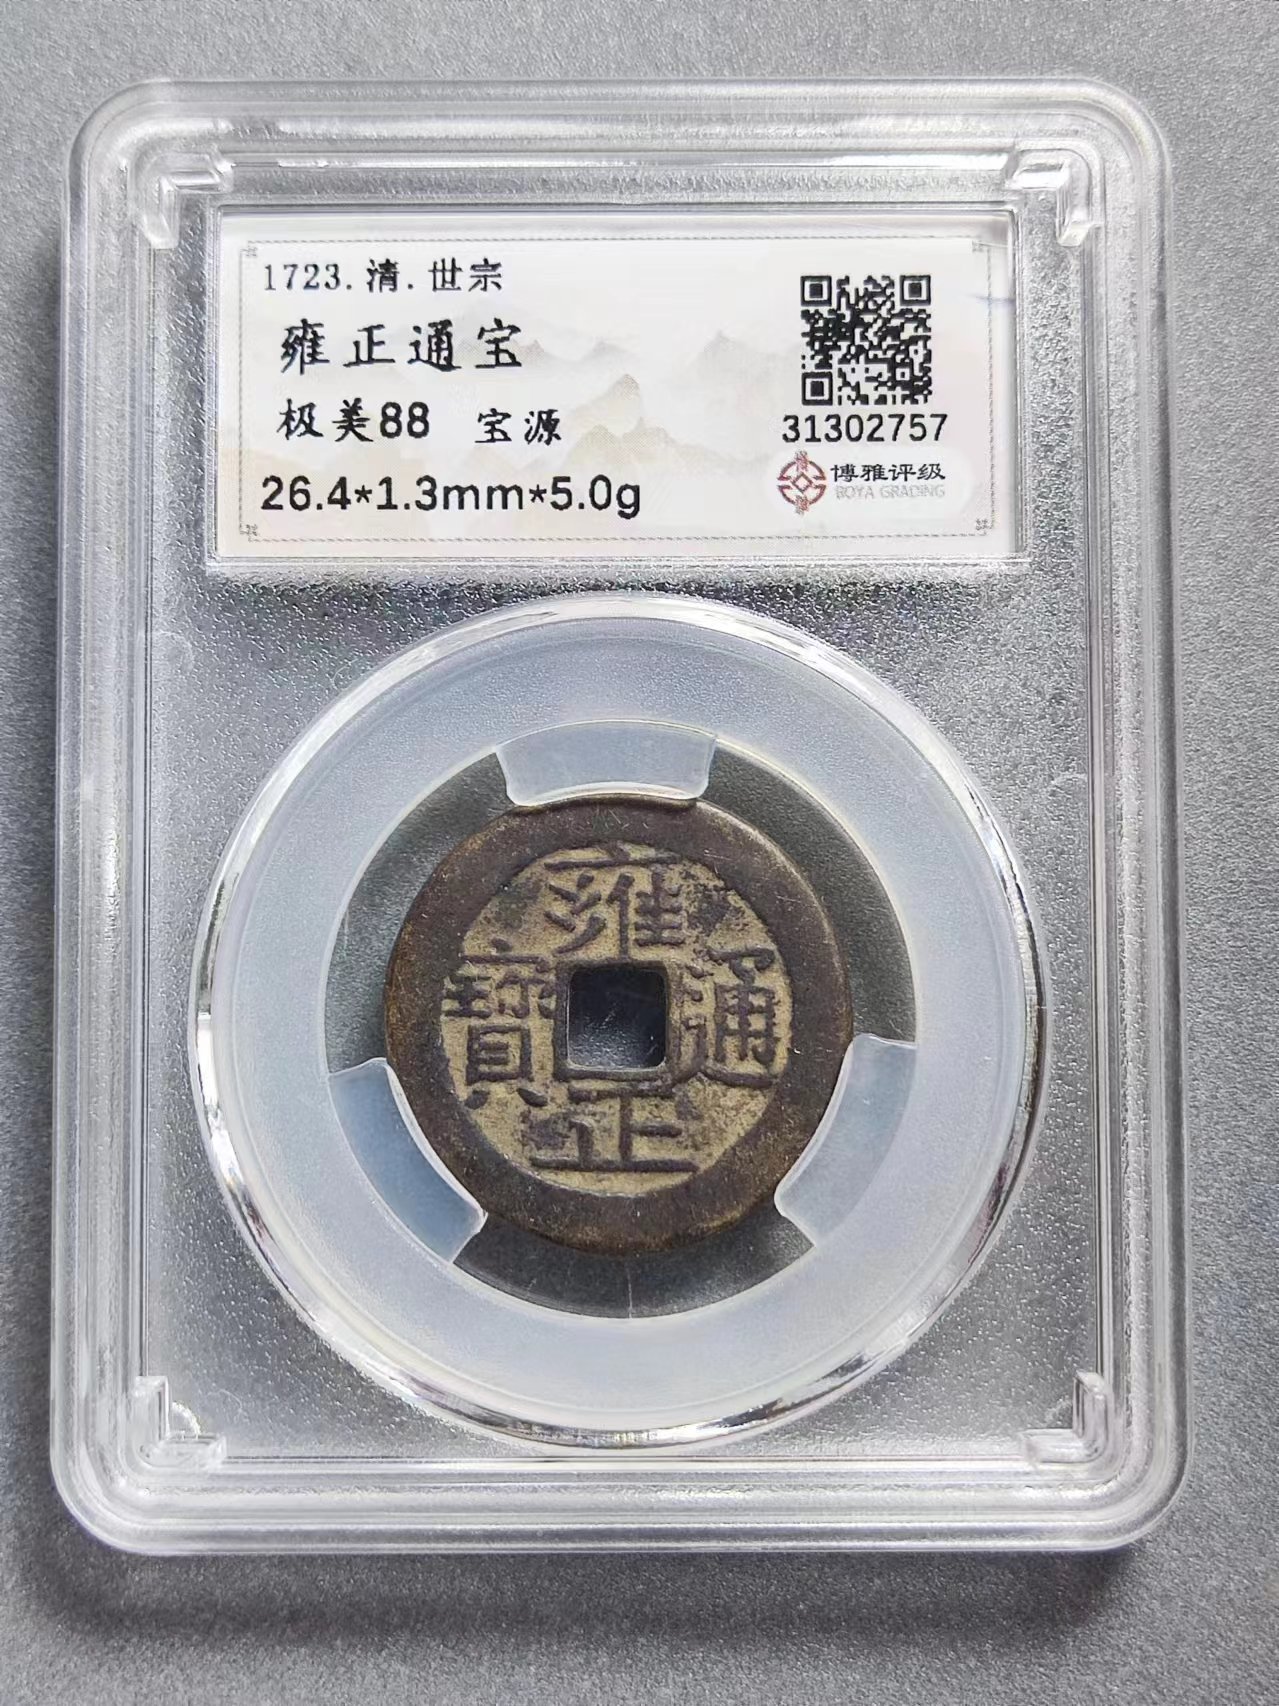 1723.清.世宗
雍正通宝
极美88 宝源
26.4*1.3mm*5.0g
31302757
博雅评级
BOYA GRADING
雍
正
通
寶